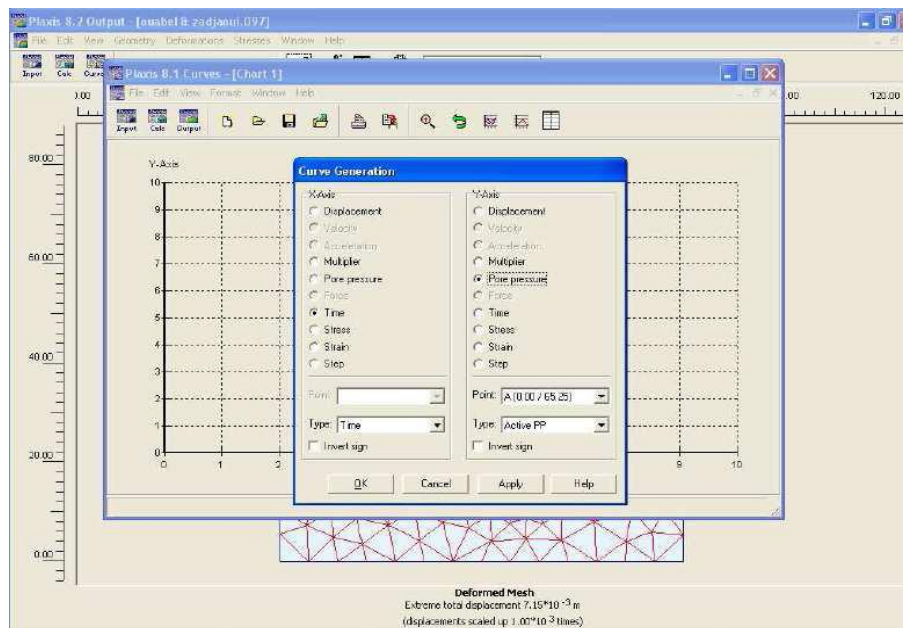 Plaxis 8.2 Output - [ouabel & zadjaoui.097]
File Edit View Geometry Deformations Stresses Window Help
Input Calc Curves
Plaxis 8.1 Curves - [Chart 1]
File Edit View Format Window Help
Input Calc Output
.00
.00
120.00
80.00
60.00
40.00
20.00
0.00
Y-Axis
10
9
8
7
6
5
4
3
2
1
0
0 1 2 9 10
Curve Generation
X-Axis
Displacement
Velocity
Acceleration
Multiplier
Pore pressure
Force
Time
Stress
Strain
Step
Point:
Type: Time
Invert sign
Y-Axis
Displacement
Velocity
Acceleration
Multiplier
Pore pressure
Force
Time
Stress
Strain
Step
Point: A (0.00 / 65.25)
Type: Active PP
Invert sign
OK Cancel Apply Help
Deformed Mesh
Extreme total displacement 7.15*10 -3 m
(displacements scaled up 1.00*10 3 times)